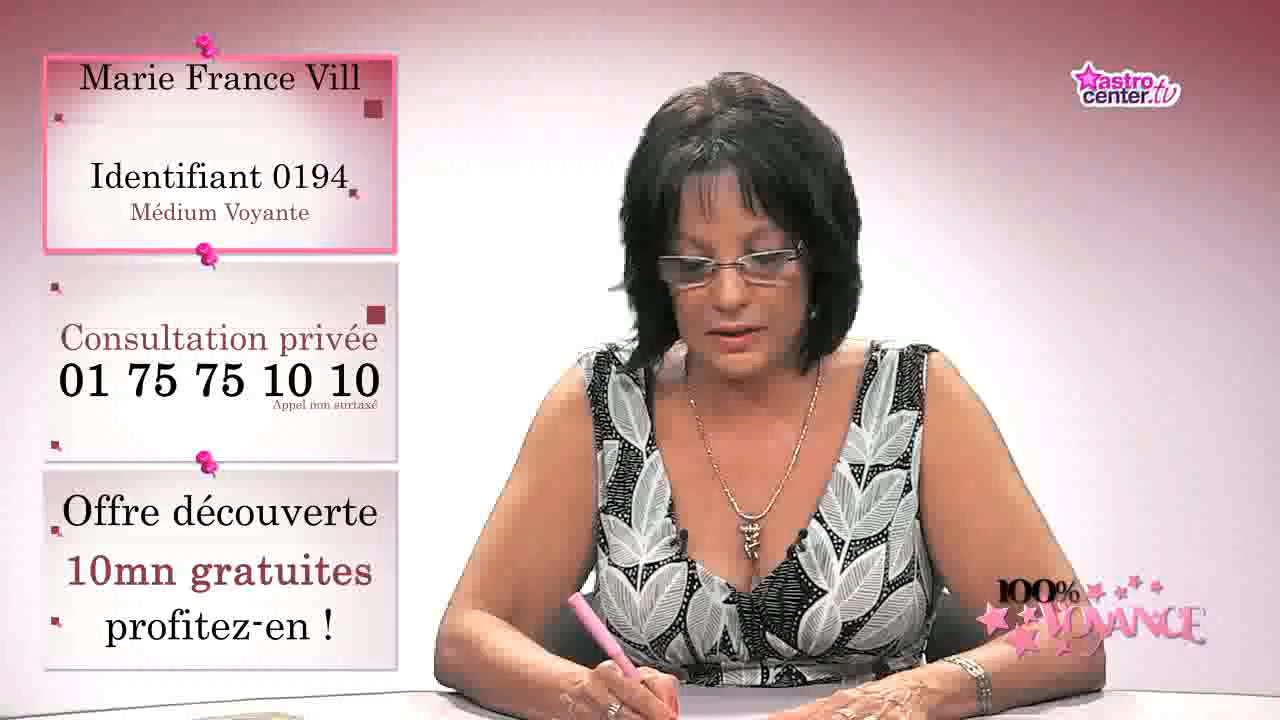 Marie France Vill
Identifiant 0194
Médium Voyante
Consultation privée
01 75 75 10 10
Appel non surtaxé
Offre découverte
10mn gratuites
profitez-en !
astro
center.tv
100%
VOYANCE